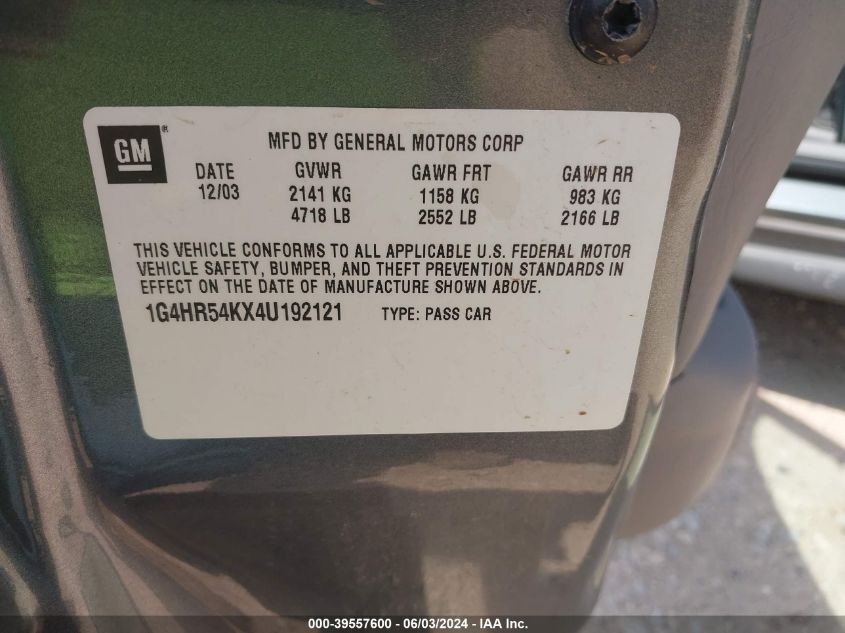 GM®
MFD BY GENERAL MOTORS CORP
DATE GVWR GAWR FRT GAWR RR
12/03 2141 KG 1158 KG 983 KG
4718 LB 2552 LB 2166 LB
THIS VEHICLE CONFORMS TO ALL APPLICABLE U.S. FEDERAL MOTOR
VEHICLE SAFETY, BUMPER, AND THEFT PREVENTION STANDARDS IN
EFFECT ON THE DATE OF MANUFACTURE SHOWN ABOVE.
1G4HR54KX4U192121 TYPE: PASS CAR
000-39557600 - 06/03/2024 - IAA Inc.